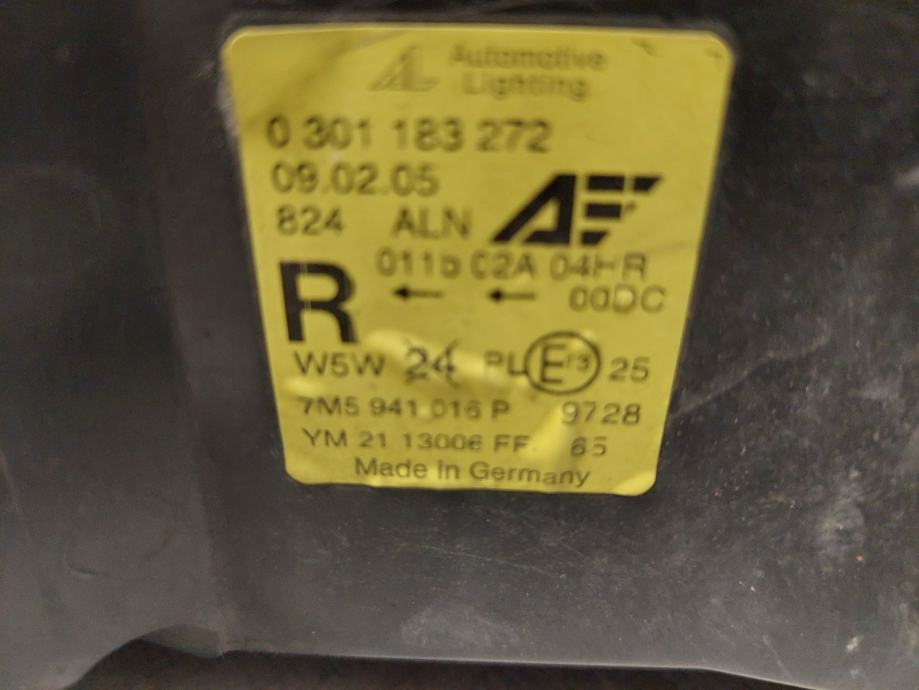 AL Automotive
Lighting
0 301 183 272
09.02.05
824 ALN
011b 02A 04HR
R ← ← 00DC
W5W 24 PL E13 25
7M5 941 016 P 9728
YM 21 13006 FF 65
Made in Germany